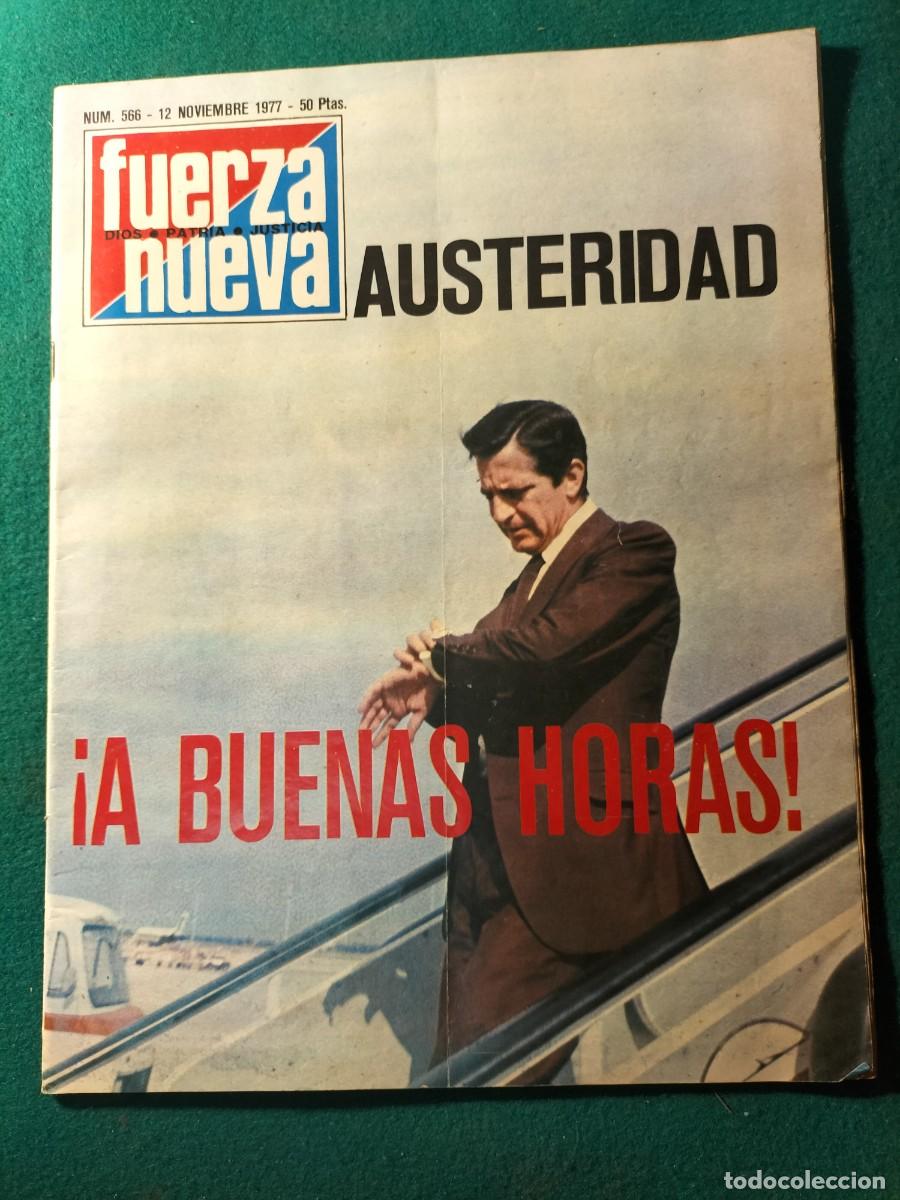 NUM. 566 - 12 NOVIEMBRE 1977 - 50 Ptas.
fuerza
DIOS • PATRIA • JUSTICIA
nueva
AUSTERIDAD
¡A BUENAS HORAS!
todocoleccion